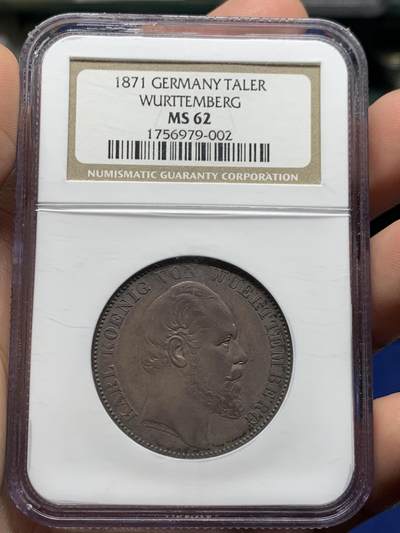 1871 GERMANY TALER
WURTTEMBERG
MS 62
1756979-002
NUMISMATIC GUARANTY CORPORATION
KARL KOENIG VON WUERTTEMBERG